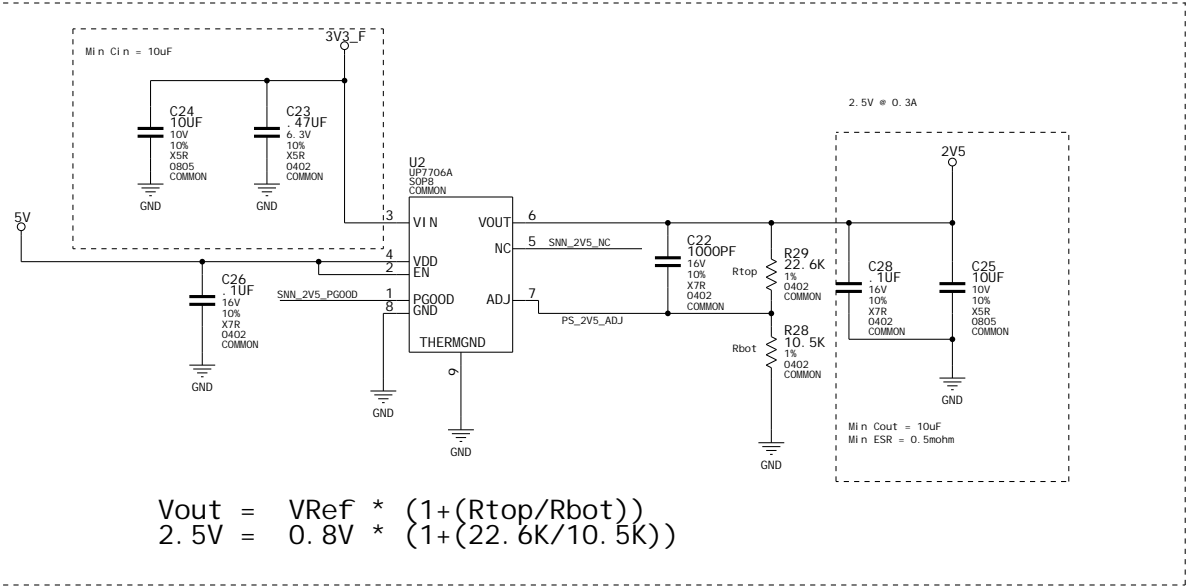 3V3_F
Min Cin = 10uF
C24
10UF
10V
10%
X5R
0805
COMMON
GND
C23
.47UF
6.3V
10%
X5R
0402
COMMON
GND
5V
C26
.1UF
16V
10%
X7R
0402
COMMON
GND
SNN_2V5_PGOOD
U2
UP7706A
SOP8
COMMON
3 VIN
4 VDD
2 EN
1 PGOOD
8 GND
VOUT 6
NC 5
ADJ 7
THERMGND
9
GND
GND
SNN_2V5_NC
PS_2V5_ADJ
C22
1000PF
16V
10%
X7R
0402
COMMON
Rtop
R29
22.6K
1%
0402
COMMON
Rbot
R28
10.5K
1%
0402
COMMON
GND
2.5V @ 0.3A
2V5
C28
.1UF
16V
10%
X7R
0402
COMMON
C25
10UF
10V
10%
X5R
0805
COMMON
GND
Min Cout = 10uF
Min ESR = 0.5mohm
Vout = VRef * (1+(Rtop/Rbot))
2.5V = 0.8V * (1+(22.6K/10.5K))